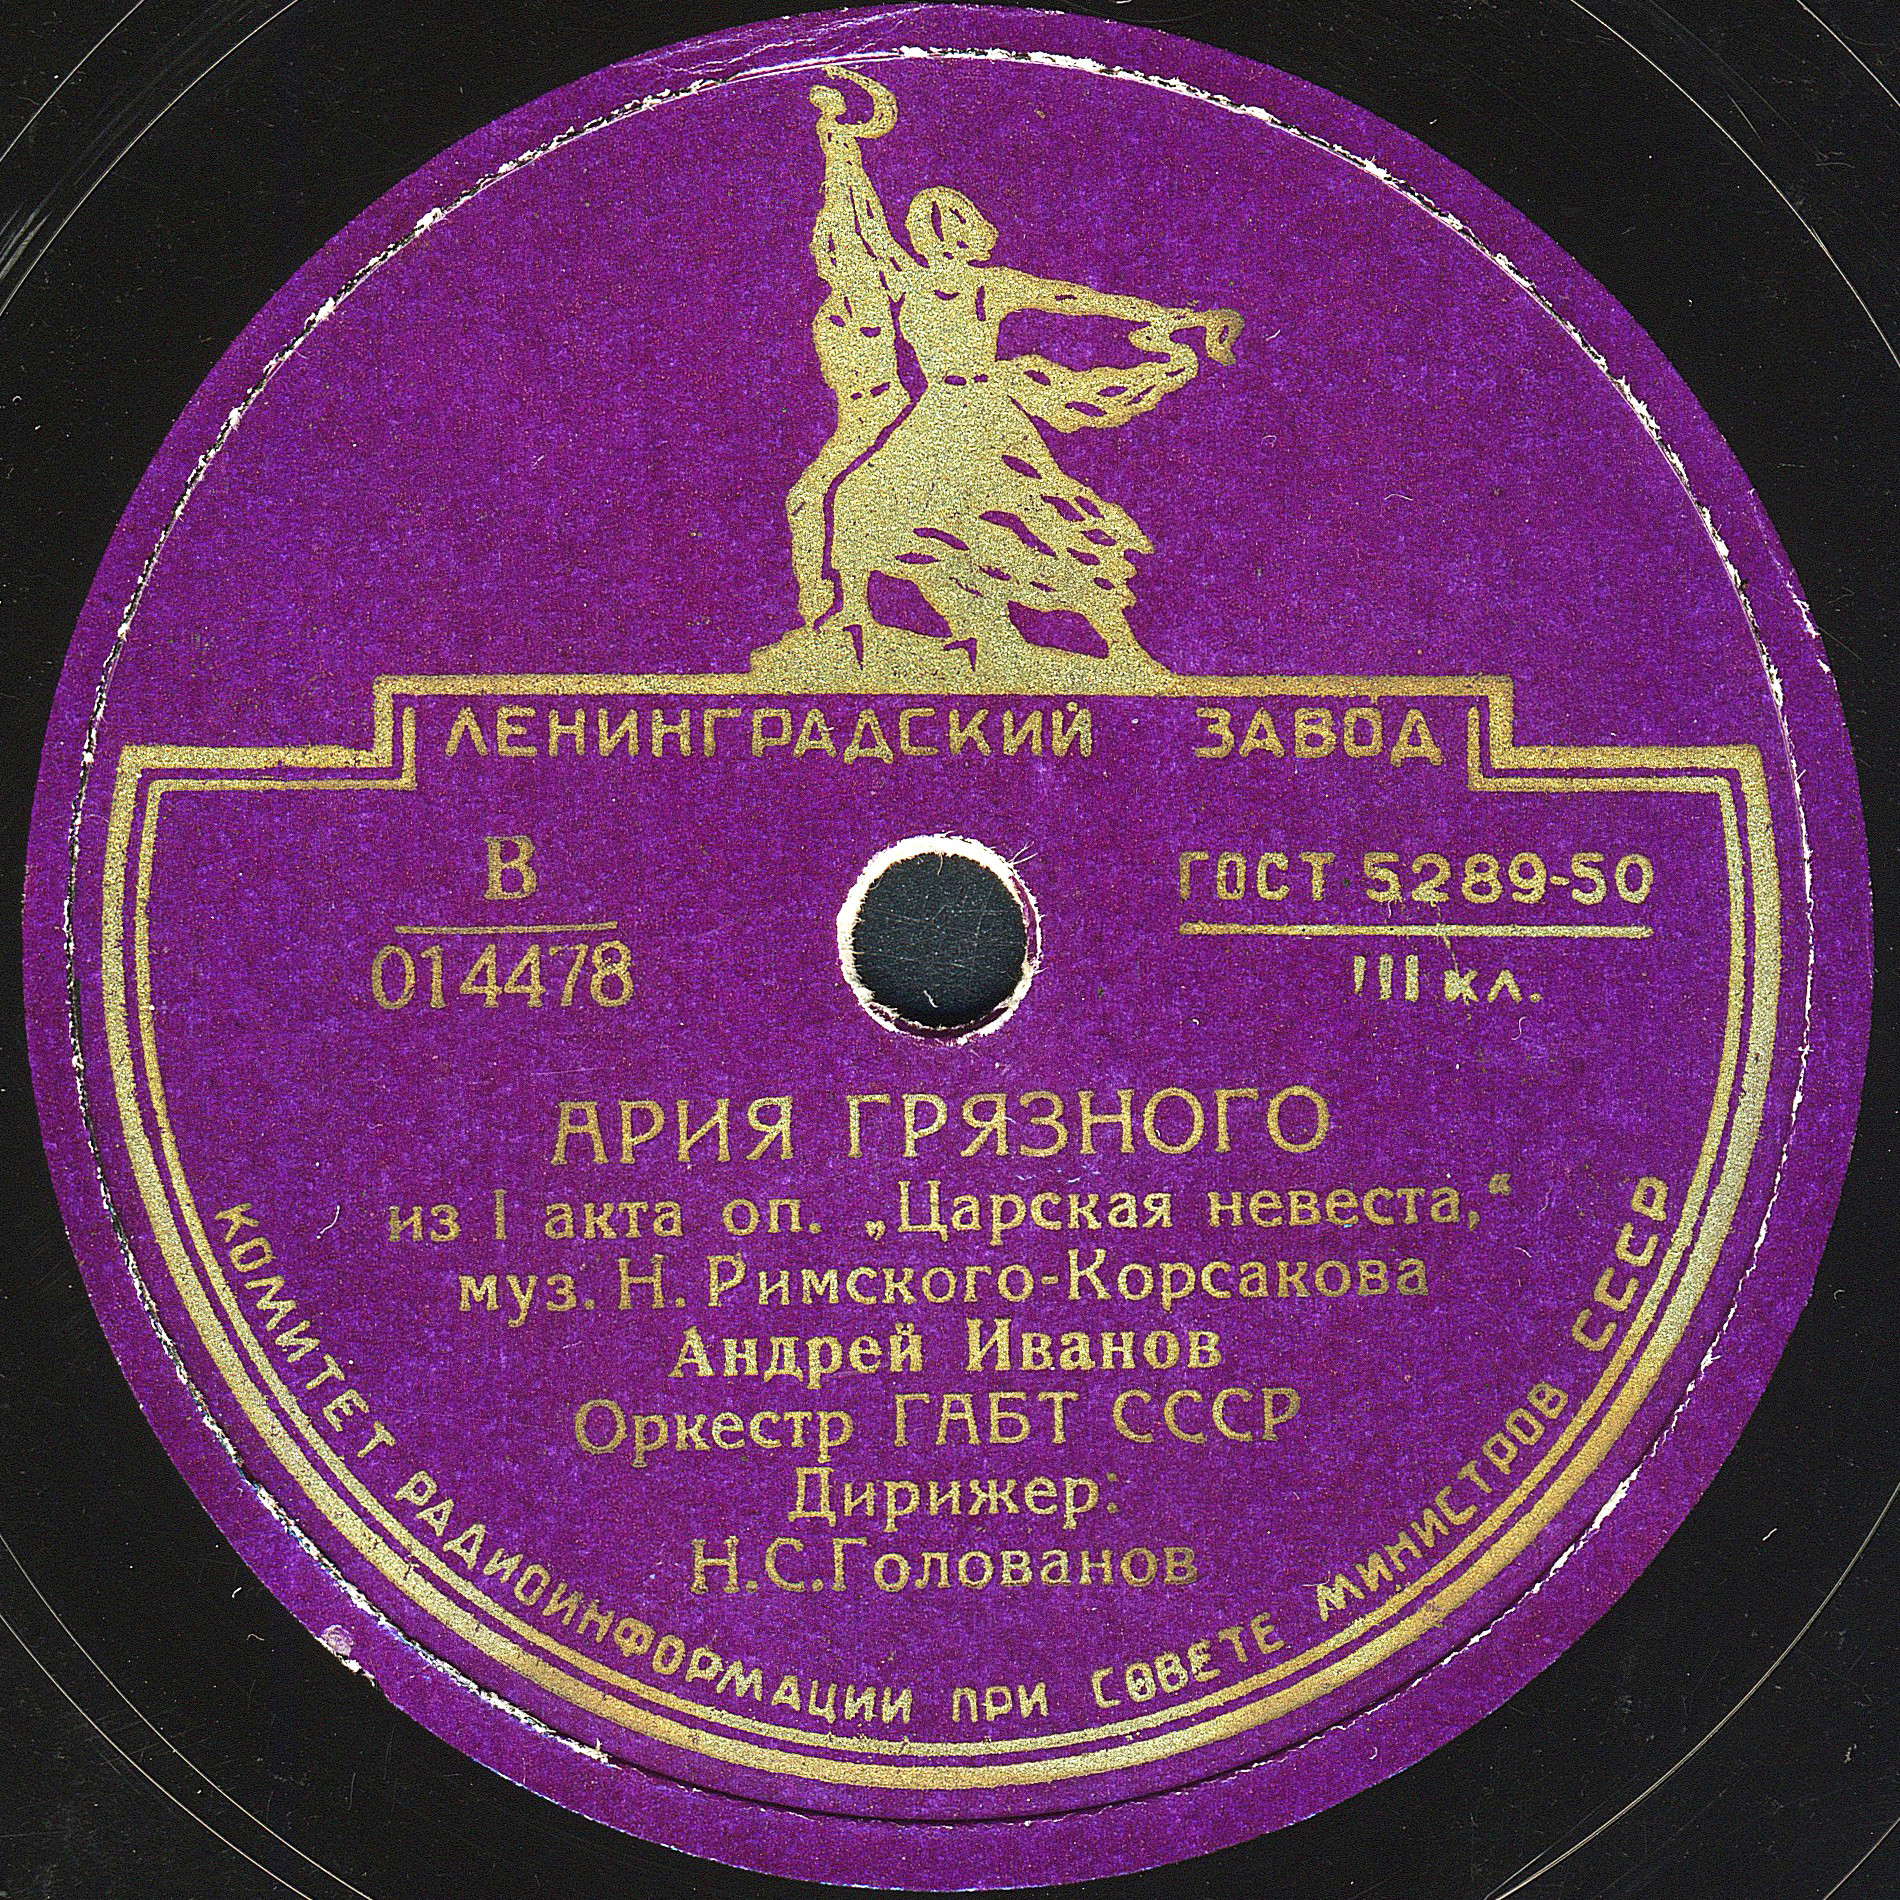 ЛЕНИНГРАДСКИЙ ЗАВОД
В
014478
ГОСТ 5289-50
III кл.
АРИЯ ГРЯЗНОГО
из I акта оп. „Царская невеста,“
муз. Н. Римского-Корсакова
Андрей Иванов
Оркестр ГАБТ СССР
Дирижер:
Н.С.Голованов
КОМИТЕТ РАДИОИНФОРМАЦИИ ПРИ СОВЕТЕ МИНИСТРОВ СССР